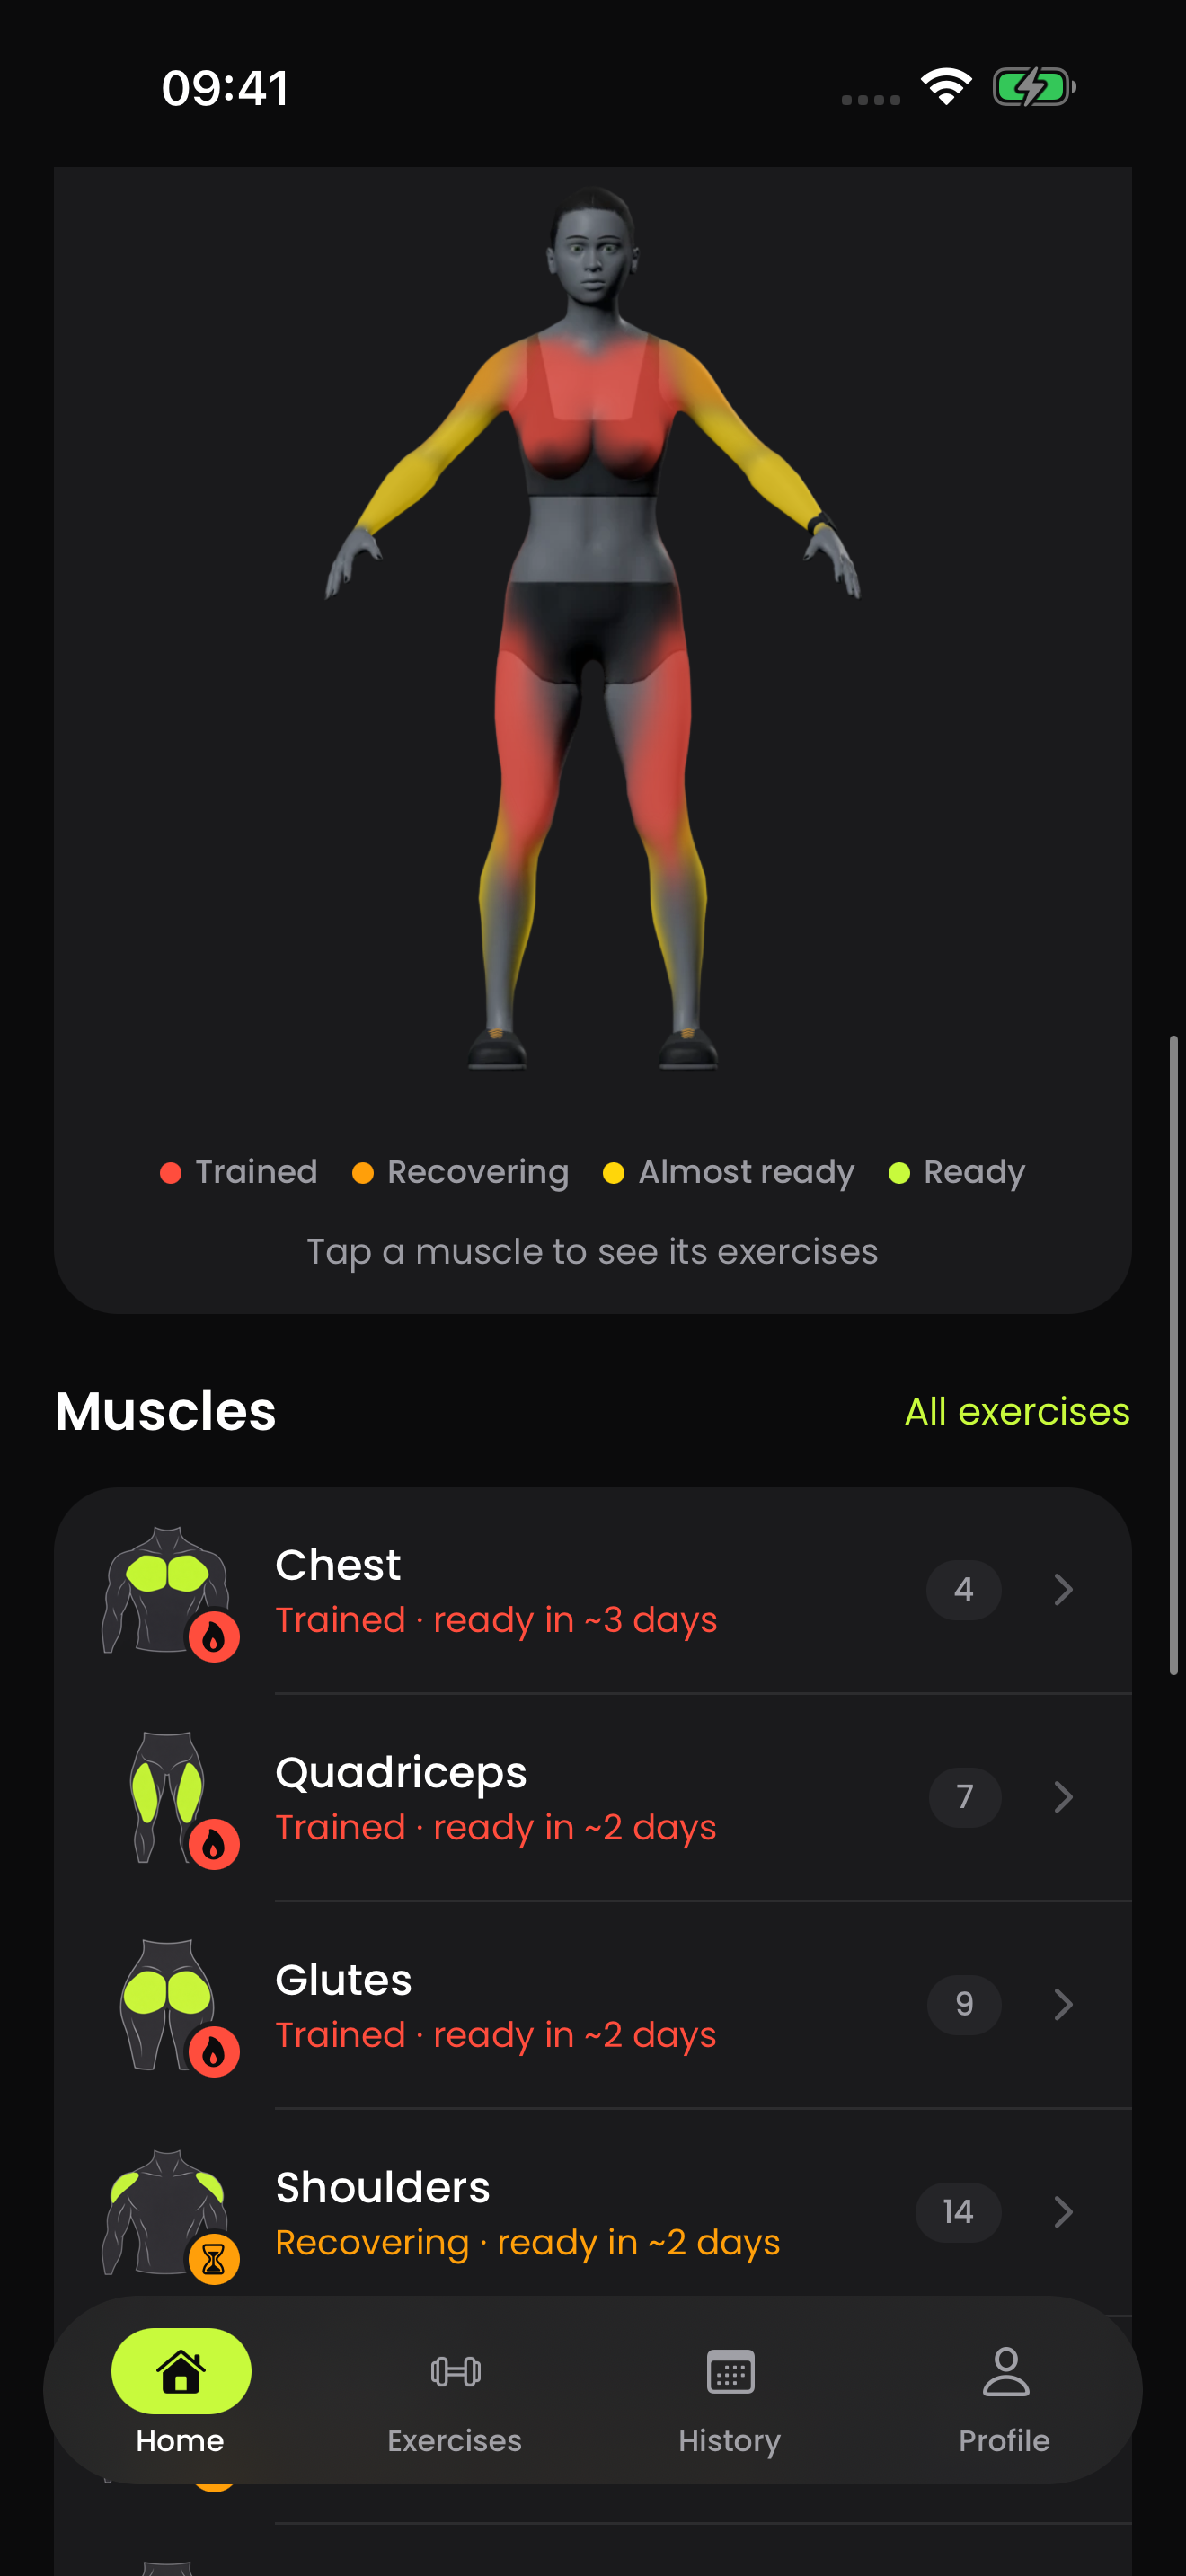 09:41
Trained
Recovering
Almost ready
Ready
Tap a muscle to see its exercises
Muscles
All exercises
Chest
Trained · ready in ~3 days
4
Quadriceps
Trained · ready in ~2 days
7
Glutes
Trained · ready in ~2 days
9
Shoulders
Recovering · ready in ~2 days
14
Home
Exercises
History
Profile